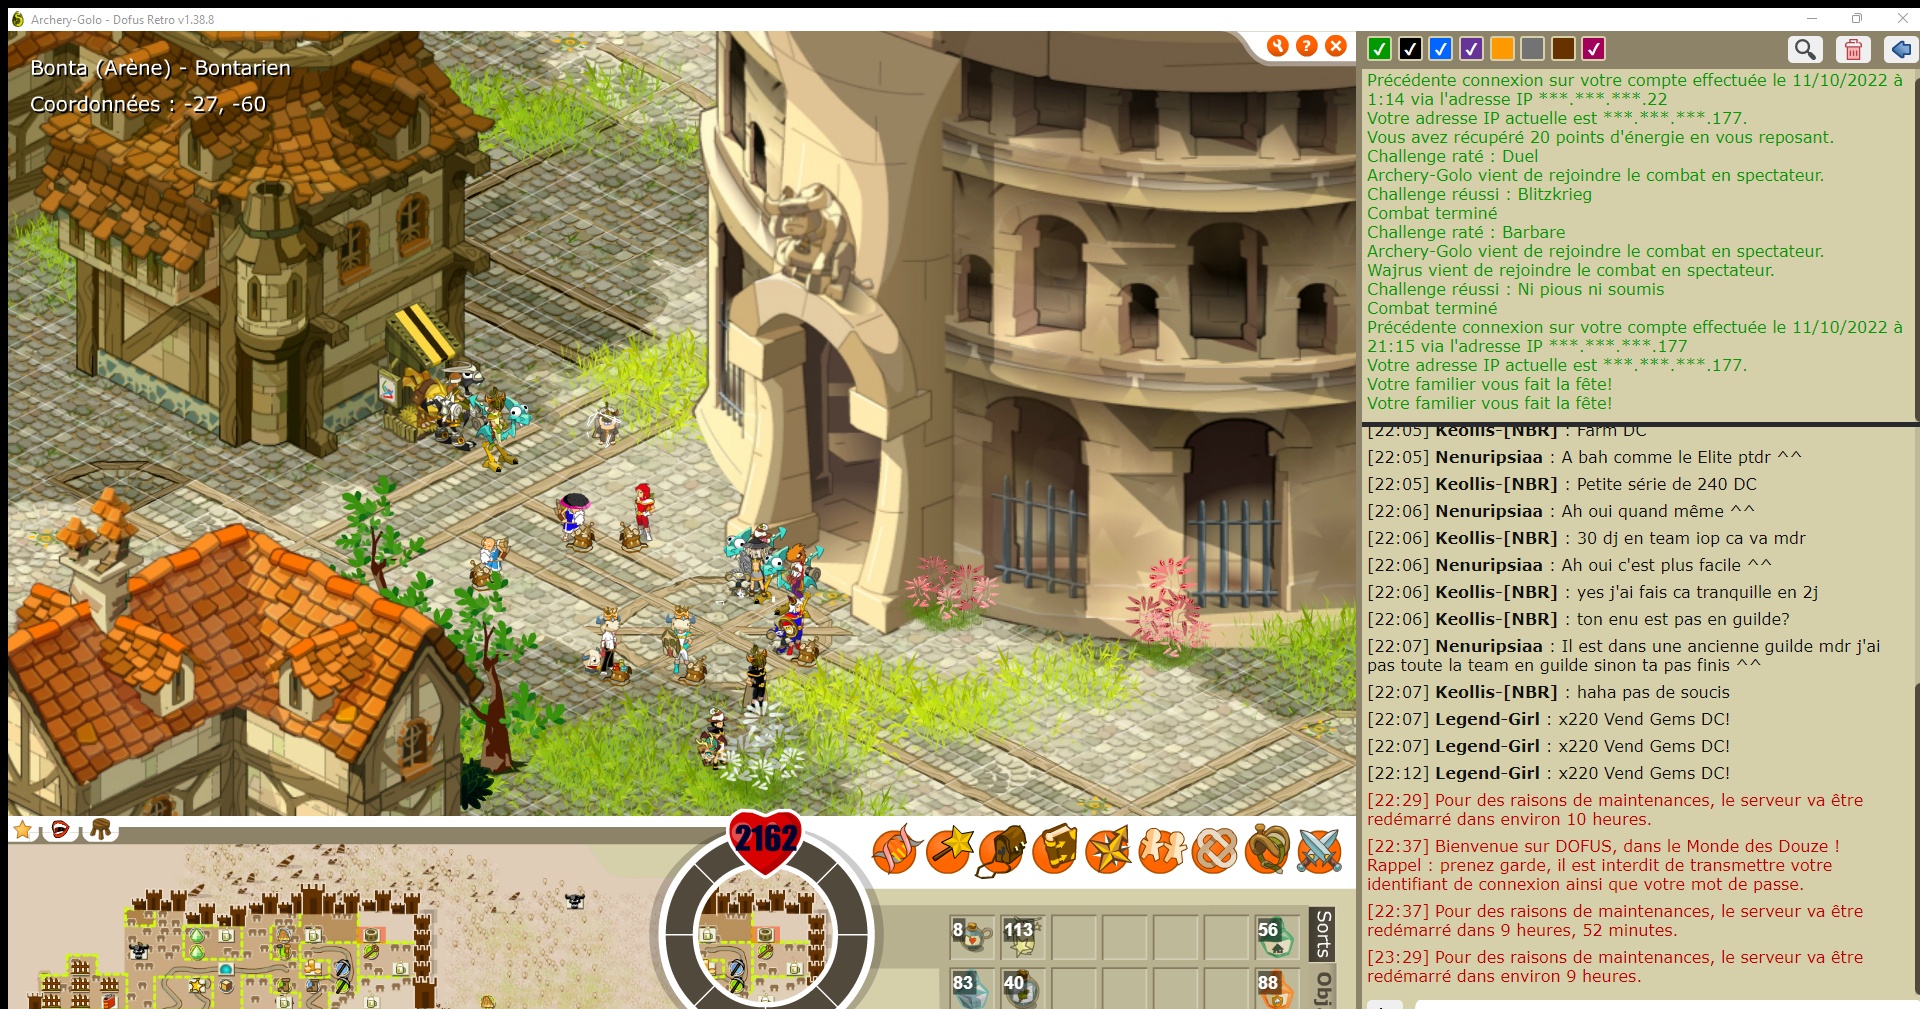 Archery-Golo - Dofus Retro v1.38.8
Bonta (Arène) - Bontarien
Coordonnées : -27, -60
Précédente connexion sur votre compte effectuée le 11/10/2022 à
1:14 via l'adresse IP ***.***.***.22
Votre adresse IP actuelle est ***.***.***.177.
Vous avez récupéré 20 points d'énergie en vous reposant.
Challenge raté : Duel
Archery-Golo vient de rejoindre le combat en spectateur.
Challenge réussi : Blitzkrieg
Combat terminé
Challenge raté : Barbare
Archery-Golo vient de rejoindre le combat en spectateur.
Wajrus vient de rejoindre le combat en spectateur.
Challenge réussi : Ni pious ni soumis
Combat terminé
Précédente connexion sur votre compte effectuée le 11/10/2022 à
21:15 via l'adresse IP ***.***.***.177
Votre adresse IP actuelle est ***.***.***.177.
Votre familier vous fait la fête!
Votre familier vous fait la fête!
[22:05] Keollis-[NBR] : Farm DC
[22:05] Nenuripsiaa : A bah comme le Elite ptdr ^^
[22:05] Keollis-[NBR] : Petite série de 240 DC
[22:06] Nenuripsiaa : Ah oui quand même ^^
[22:06] Keollis-[NBR] : 30 dj en team iop ca va mdr
[22:06] Nenuripsiaa : Ah oui c'est plus facile ^^
[22:06] Keollis-[NBR] : yes j'ai fais ca tranquille en 2j
[22:06] Keollis-[NBR] : ton enu est pas en guilde?
[22:07] Nenuripsiaa : Il est dans une ancienne guilde mdr j'ai
pas toute la team en guilde sinon ta pas finis ^^
[22:07] Keollis-[NBR] : haha pas de soucis
[22:07] Legend-Girl : x220 Vend Gems DC!
[22:07] Legend-Girl : x220 Vend Gems DC!
[22:12] Legend-Girl : x220 Vend Gems DC!
[22:29] Pour des raisons de maintenances, le serveur va être
redémarré dans environ 10 heures.
[22:37] Bienvenue sur DOFUS, dans le Monde des Douze !
Rappel : prenez garde, il est interdit de transmettre votre
identifiant de connexion ainsi que votre mot de passe.
[22:37] Pour des raisons de maintenances, le serveur va être
redémarré dans 9 heures, 52 minutes.
[23:29] Pour des raisons de maintenances, le serveur va être
redémarré dans environ 9 heures.
2162
8 113 56
83 40 88
Sorts
Obj